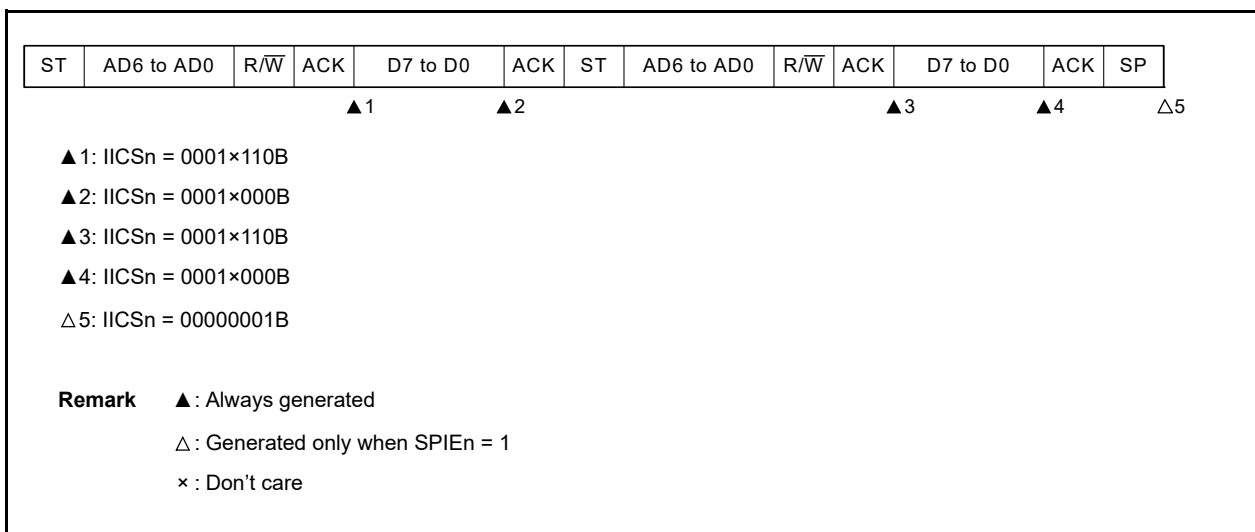 ST AD6 to AD0 R/W̅ ACK D7 to D0 ACK ST AD6 to AD0 R/W̅ ACK D7 to D0 ACK SP
▲1 ▲2 ▲3 ▲4 △5
▲1: IICSn = 0001×110B
▲2: IICSn = 0001×000B
▲3: IICSn = 0001×110B
▲4: IICSn = 0001×000B
△5: IICSn = 00000001B
Remark ▲: Always generated
△: Generated only when SPIEn = 1
×: Don’t care